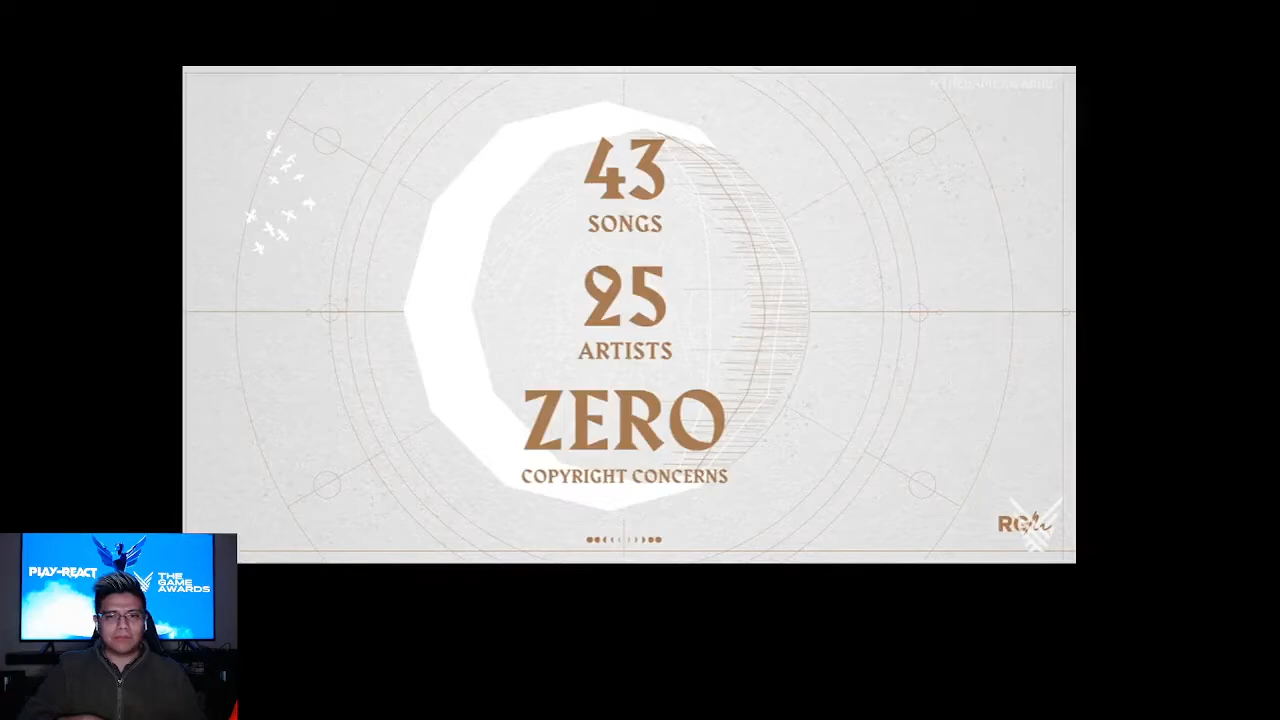 43
SONGS
25
ARTISTS
ZERO
COPYRIGHT CONCERNS
PLAY-REACT
THE
GAME
AWARDS